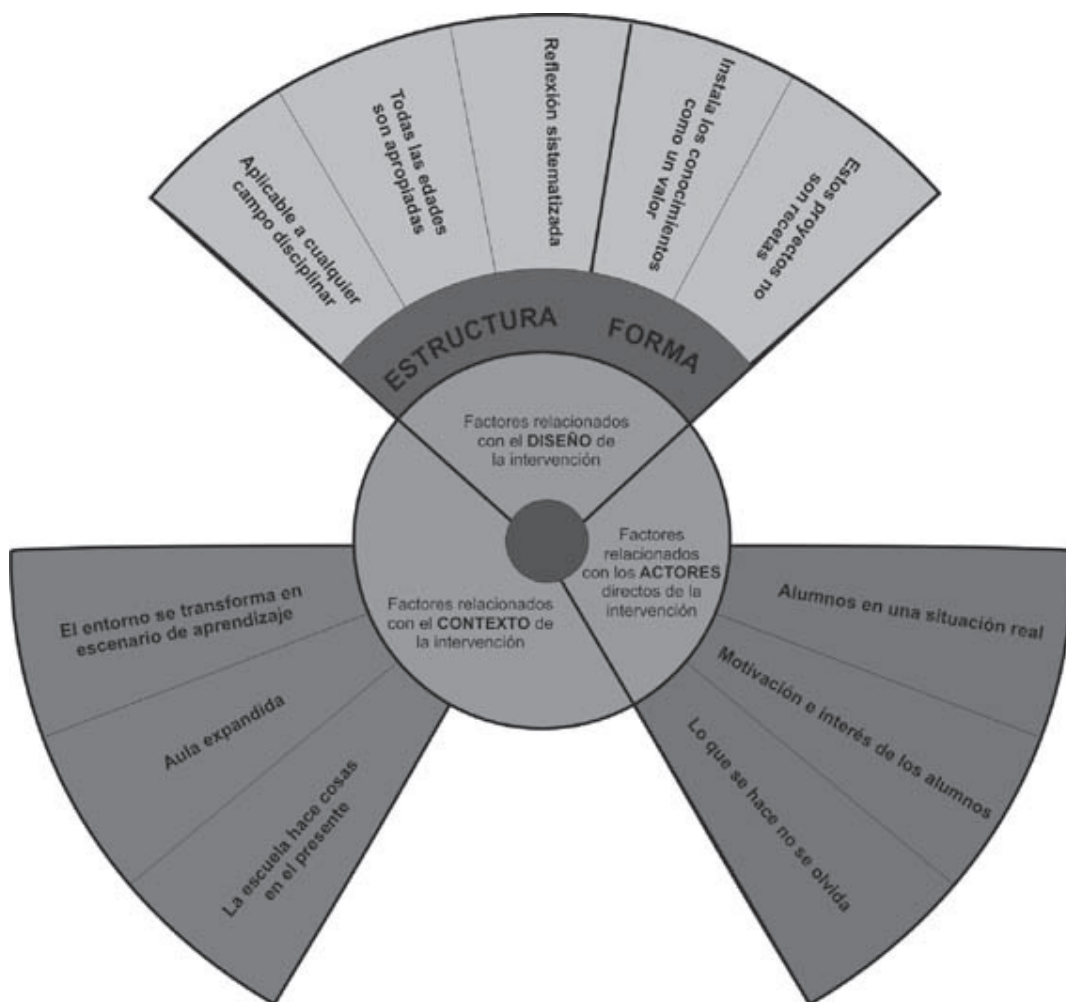 Aplicable a cualquier
campo disciplinar
Todas las edades
son apropiadas
Reflexión sistematizada
Instala los conocimientos
como un valor
Estos proyectos no
son recetas
ESTRUCTURA
FORMA
Factores relacionados
con el DISEÑO de
la intervención
Factores
relacionados
con los ACTORES
directos de la
intervención
Factores relacionados
con el CONTEXTO de
la intervención
El entorno se transforma en
escenario de aprendizaje
Aula expandida
La escuela hace cosas
en el presente
Alumnos en una situación real
Motivación e interés de los alumnos
Lo que se hace no se olvida